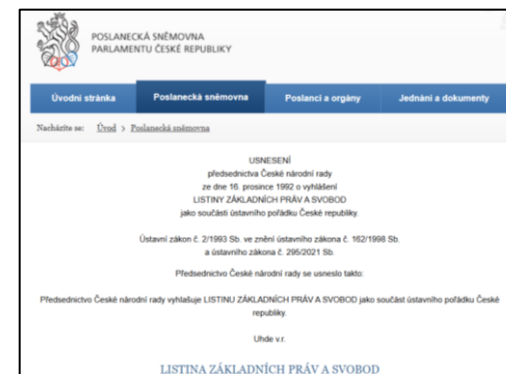 POSLANECKÁ SNĚMOVNA
PARLAMENTU ČESKÉ REPUBLIKY
Úvodní stránka
Poslanecká sněmovna
Poslanci a orgány
Jednání a dokumenty
Nacházíte se: Úvod > Poslanecká sněmovna
USNESENÍ
předsednictva České národní rady
ze dne 16. prosince 1992 o vyhlášení
LISTINY ZÁKLADNÍCH PRÁV A SVOBOD
jako součásti ústavního pořádku České republiky.
Ústavní zákon č. 2/1993 Sb. ve znění ústavního zákona č. 162/1998 Sb.
a ústavního zákona č. 295/2021 Sb.
Předsednictvo České národní rady se usneslo takto:
Předsednictvo České národní rady vyhlašuje LISTINU ZÁKLADNÍCH PRÁV A SVOBOD jako součást ústavního pořádku České
republiky.
Uhde v.r.
LISTINA ZÁKLADNÍCH PRÁV A SVOBOD